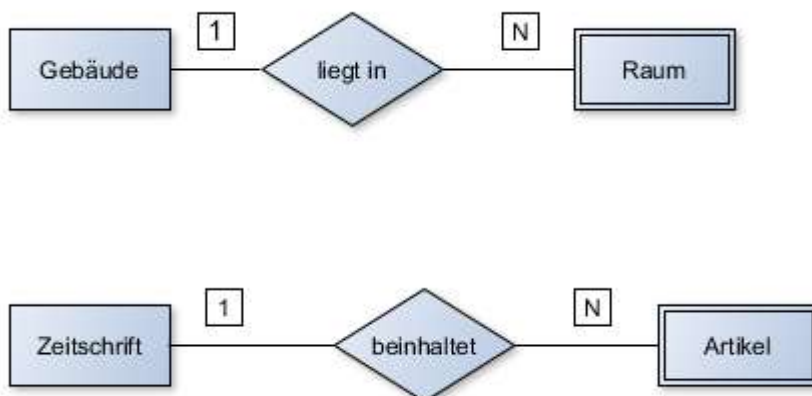 1
N
Gebäude
liegt in
Raum
1
N
Zeitschrift
beinhaltet
Artikel